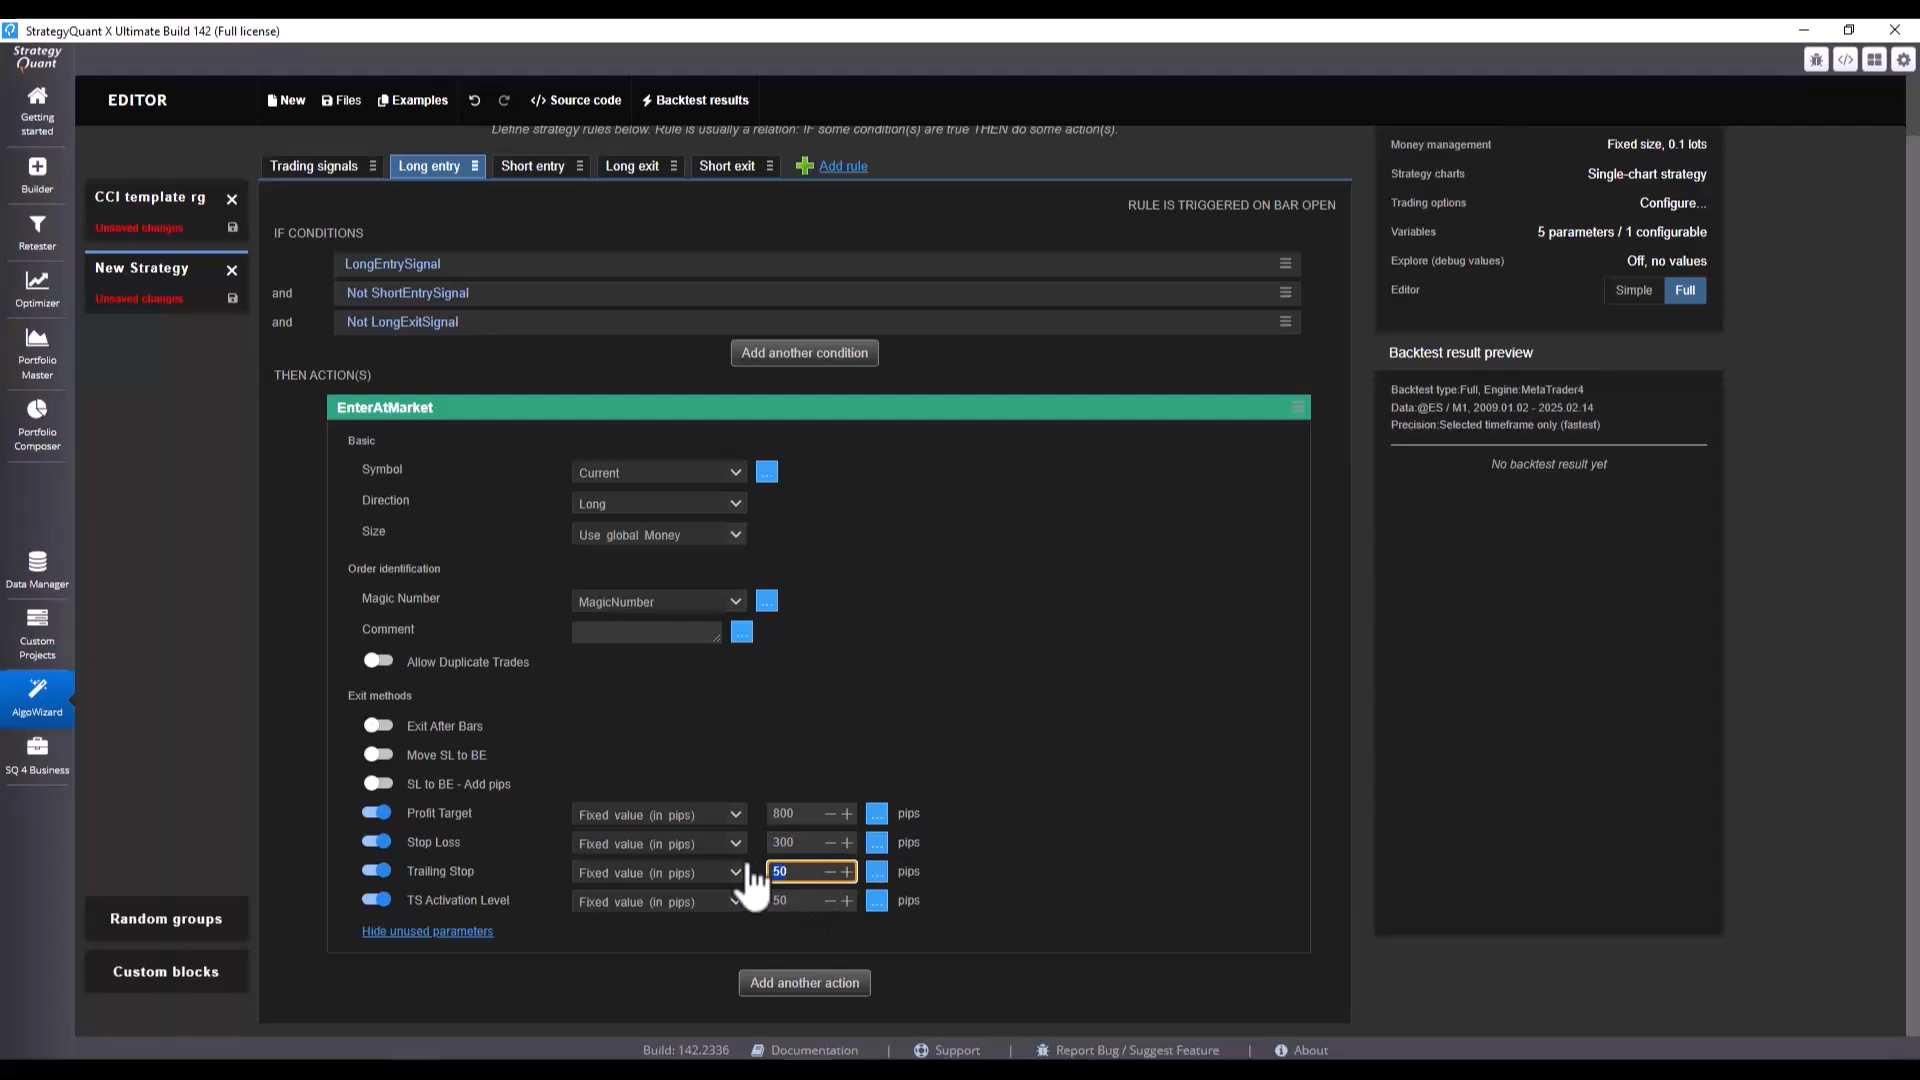 StrategyQuant X Ultimate Build 142 (Full license)
Strategy
Quant
EDITOR
New
Files
Examples
</> Source code
Backtest results
Getting
started
Builder
Retester
Optimizer
Portfolio
Master
Portfolio
Composer
Data Manager
Custom
Projects
AlgoWizard
SQ 4 Business
CCI template rg
Unsaved changes
New Strategy
Unsaved changes
Random groups
Custom blocks
Define strategy rules below. Rule is usually a relation: IF some condition(s) are true THEN do some action(s).
Trading signals
Long entry
Short entry
Long exit
Short exit
Add rule
RULE IS TRIGGERED ON BAR OPEN
IF CONDITIONS
LongEntrySignal
and Not ShortEntrySignal
and Not LongExitSignal
Add another condition
THEN ACTION(S)
EnterAtMarket
Basic
Symbol Current ...
Direction Long
Size Use global Money
Order identification
Magic Number MagicNumber ...
Comment ...
Allow Duplicate Trades
Exit methods
Exit After Bars
Move SL to BE
SL to BE - Add pips
Profit Target Fixed value (in pips) 800 ... pips
Stop Loss Fixed value (in pips) 300 ... pips
Trailing Stop Fixed value (in pips) 50 ... pips
TS Activation Level Fixed value (in pips) 50 ... pips
Hide unused parameters
Add another action
Money management Fixed size, 0.1 lots
Strategy charts Single-chart strategy
Trading options Configure...
Variables 5 parameters / 1 configurable
Explore (debug values) Off, no values
Editor Simple Full
Backtest result preview
Backtest type:Full, Engine:MetaTrader4
Data:@ES / M1, 2009.01.02 - 2025.02.14
Precision:Selected timeframe only (fastest)
No backtest result yet
Build: 142.2336 Documentation | Support | Report Bug / Suggest Feature | About